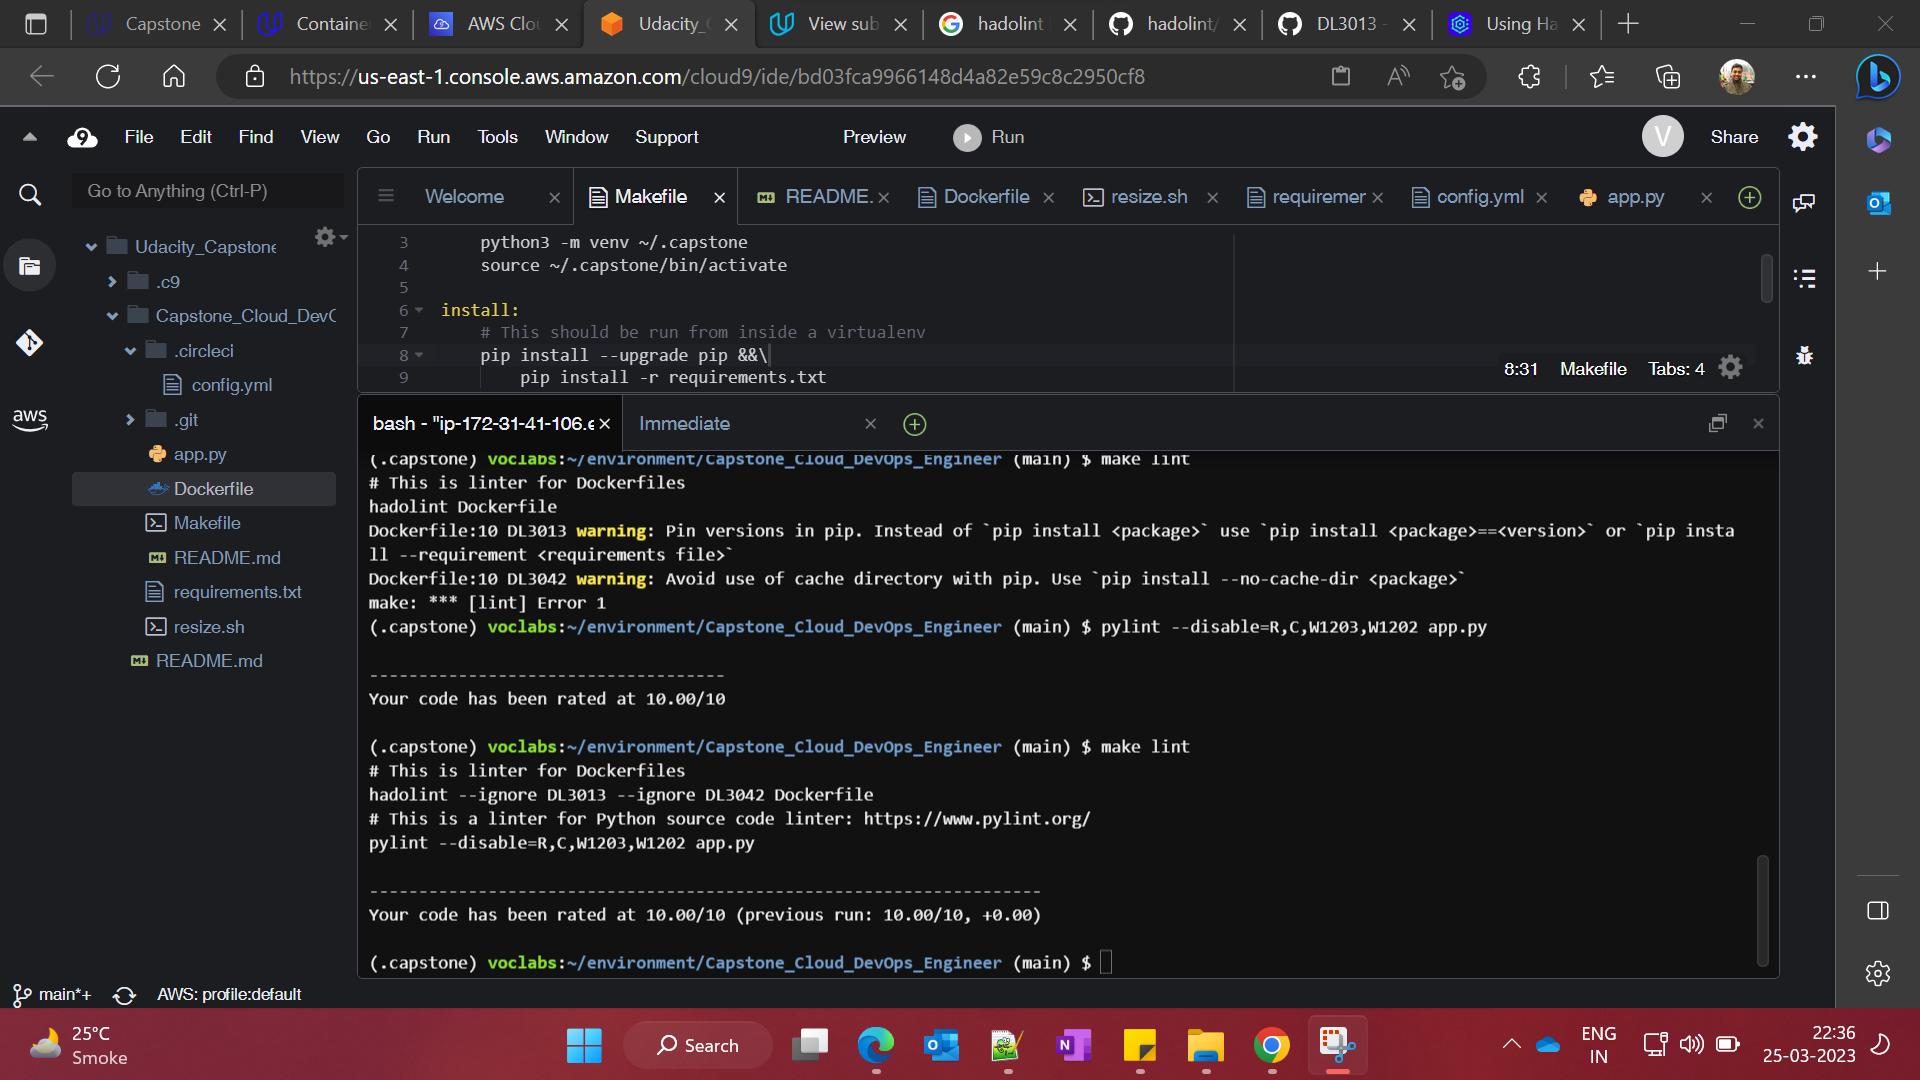 Capstone
Containe
AWS Clou
Udacity_C
View sub
hadolint
hadolint/
DL3013 -
Using Ha
https://us-east-1.console.aws.amazon.com/cloud9/ide/bd03fca9966148d4a82e59c8c2950cf8
File Edit Find View Go Run Tools Window Support Preview Run V Share
Go to Anything (Ctrl-P)
Welcome Makefile README. Dockerfile resize.sh requiremer config.yml app.py
Udacity_Capstone
.c9
Capstone_Cloud_DevO
.circleci
config.yml
.git
app.py
Dockerfile
Makefile
README.md
requirements.txt
resize.sh
README.md
aws
3 python3 -m venv ~/.capstone
4 source ~/.capstone/bin/activate
5
6 install:
7 # This should be run from inside a virtualenv
8 pip install --upgrade pip &&\
9 pip install -r requirements.txt
8:31 Makefile Tabs: 4
bash - "ip-172-31-41-106.e Immediate
(.capstone) voclabs:~/environment/Capstone_Cloud_DevOps_Engineer (main) $ make lint
# This is linter for Dockerfiles
hadolint Dockerfile
Dockerfile:10 DL3013 warning: Pin versions in pip. Instead of `pip install <package>` use `pip install <package>==<version>` or `pip insta
ll --requirement <requirements file>`
Dockerfile:10 DL3042 warning: Avoid use of cache directory with pip. Use `pip install --no-cache-dir <package>`
make: *** [lint] Error 1
(.capstone) voclabs:~/environment/Capstone_Cloud_DevOps_Engineer (main) $ pylint --disable=R,C,W1203,W1202 app.py
------------------------------------
Your code has been rated at 10.00/10
(.capstone) voclabs:~/environment/Capstone_Cloud_DevOps_Engineer (main) $ make lint
# This is linter for Dockerfiles
hadolint --ignore DL3013 --ignore DL3042 Dockerfile
# This is a linter for Python source code linter: https://www.pylint.org/
pylint --disable=R,C,W1203,W1202 app.py
--------------------------------------------------------------------
Your code has been rated at 10.00/10 (previous run: 10.00/10, +0.00)
(.capstone) voclabs:~/environment/Capstone_Cloud_DevOps_Engineer (main) $
main*+ AWS: profile:default
25°C
Smoke
Search
ENG
IN
22:36
25-03-2023